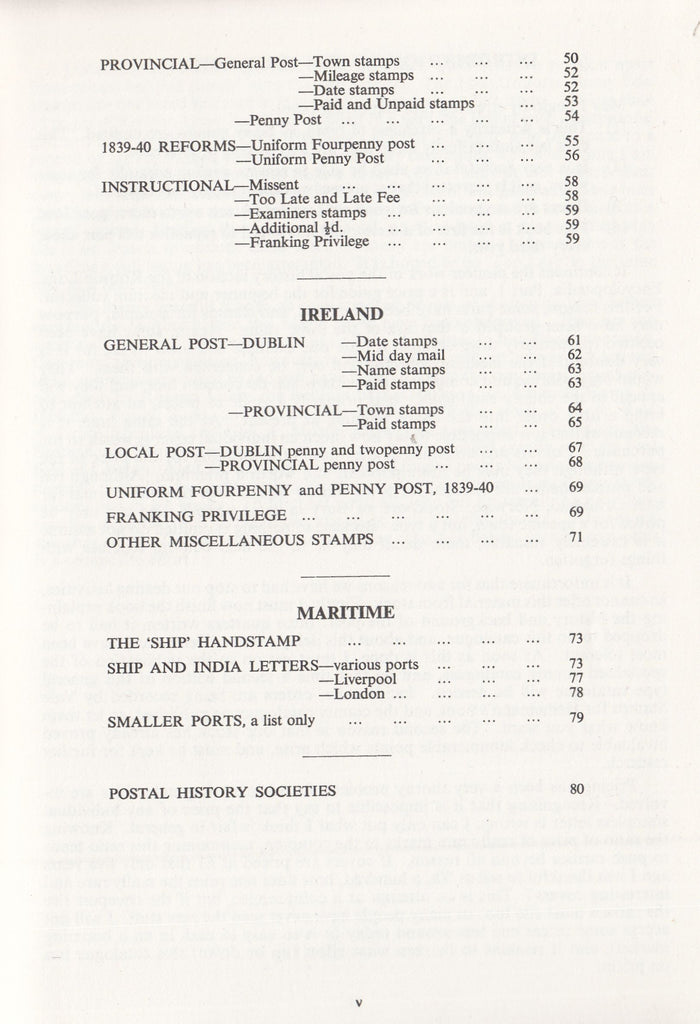 PROVINCIAL—General Post—Town stamps ... ... ... 50
—Mileage stamps ... ... ... 52
—Date stamps ... ... ... 52
—Paid and Unpaid stamps ... 53
—Penny Post ... ... ... ... ... 54
1839-40 REFORMS—Uniform Fourpenny post ... ... ... 55
—Uniform Penny Post ... ... ... 56
INSTRUCTIONAL—Missent ... ... ... ... ... 58
—Too Late and Late Fee ... ... ... 58
—Examiners stamps ... ... ... ... 59
—Additional ½d. ... ... ... ... 59
—Franking Privilege ... ... ... ... 59
IRELAND
GENERAL POST—DUBLIN —Date stamps ... ... 61
—Mid day mail ... ... 62
—Name stamps ... ... 63
—Paid stamps ... ... 63
—PROVINCIAL—Town stamps ... ... 64
—Paid stamps ... ... 65
LOCAL POST—DUBLIN penny and twopenny post ... ... 67
—PROVINCIAL penny post ... ... ... 68
UNIFORM FOURPENNY and PENNY POST, 1839-40 ... 69
FRANKING PRIVILEGE ... ... ... ... ... ... 69
OTHER MISCELLANEOUS STAMPS ... ... ... ... 71
MARITIME
THE ‘SHIP’ HANDSTAMP ... ... ... ... ... 73
SHIP AND INDIA LETTERS—various ports ... ... ... 73
—Liverpool ... ... ... 77
—London ... ... ... ... 78
SMALLER PORTS, a list only ... ... ... ... ... 79
POSTAL HISTORY SOCIETIES 80
v